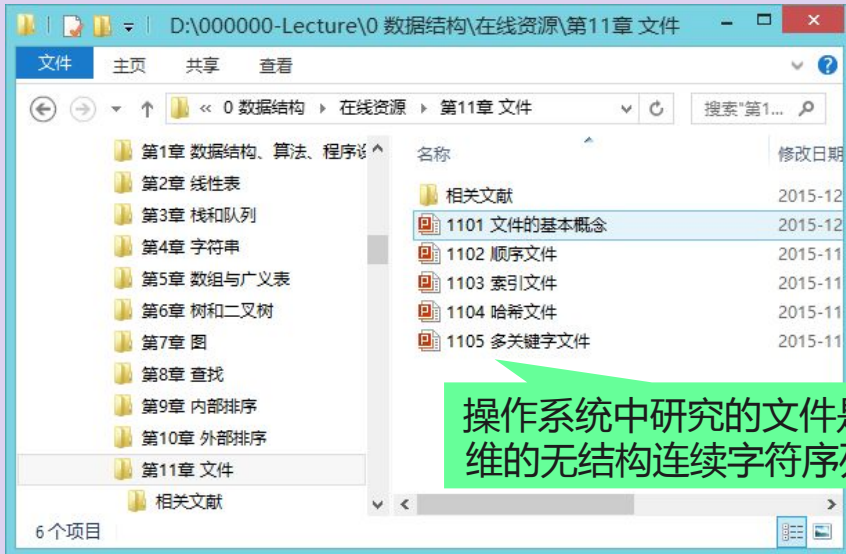 D:\000000-Lecture\0 数据结构\在线资源\第11章 文件
文件 主页 共享 查看
« 0 数据结构 在线资源 第11章 文件 搜索"第1...
第1章 数据结构、算法、程序设
第2章 线性表
第3章 栈和队列
第4章 字符串
第5章 数组与广义表
第6章 树和二叉树
第7章 图
第8章 查找
第9章 内部排序
第10章 外部排序
第11章 文件
相关文献
名称 修改日期
相关文献 2015-12
1101 文件的基本概念 2015-12
1102 顺序文件 2015-11
1103 索引文件 2015-11
1104 哈希文件 2015-11
1105 多关键字文件 2015-11
操作系统中研究的文件是
维的无结构连续字符序列
6个项目